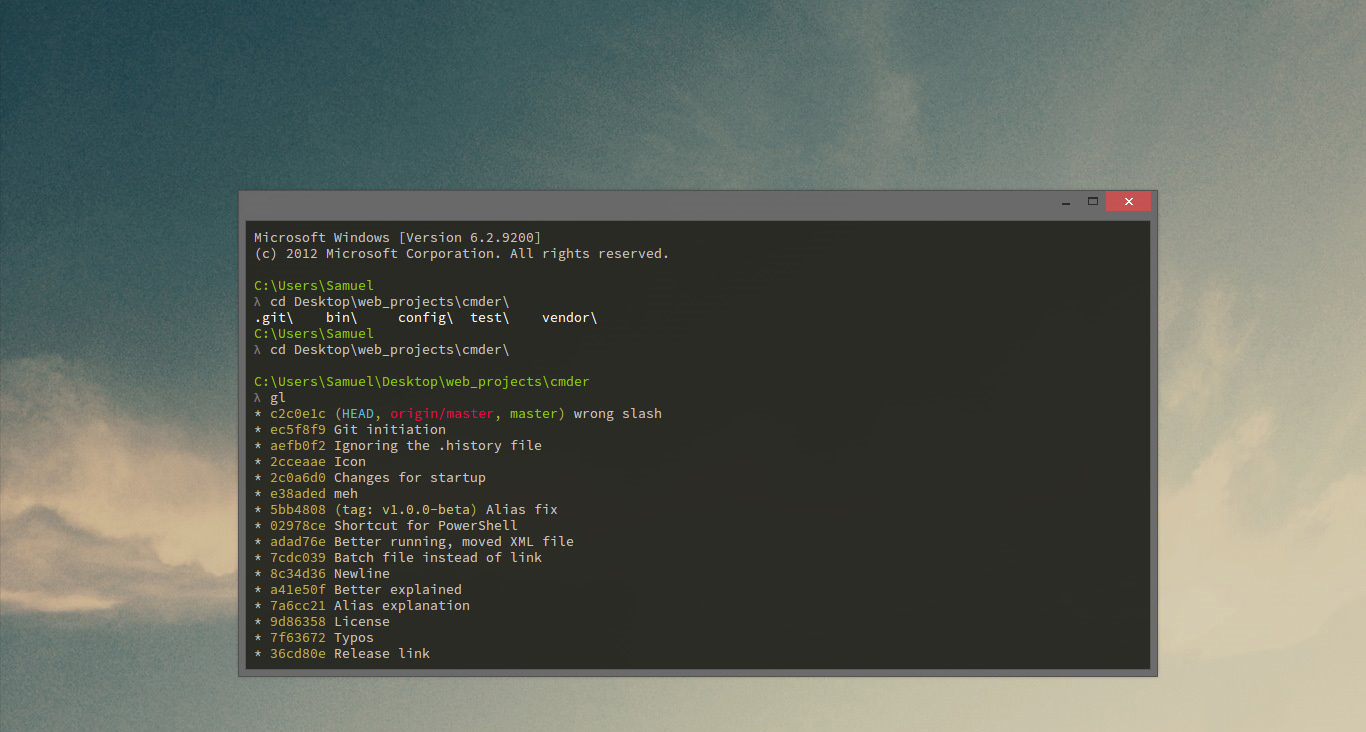 Microsoft Windows [Version 6.2.9200]
(c) 2012 Microsoft Corporation. All rights reserved.
C:\Users\Samuel
λ cd Desktop\web_projects\cmder\
.git\    bin\     config\  test\    vendor\
C:\Users\Samuel
λ cd Desktop\web_projects\cmder\
C:\Users\Samuel\Desktop\web_projects\cmder
λ gl
* c2c0e1c (HEAD, origin/master, master) wrong slash
* ec5f8f9 Git initiation
* aefb0f2 Ignoring the .history file
* 2cceaae Icon
* 2c0a6d0 Changes for startup
* e38aded meh
* 5bb4808 (tag: v1.0.0-beta) Alias fix
* 02978ce Shortcut for PowerShell
* adad76e Better running, moved XML file
* 7cdc039 Batch file instead of link
* 8c34d36 Newline
* a41e50f Better explained
* 7a6cc21 Alias explanation
* 9d86358 License
* 7f63672 Typos
* 36cd80e Release link